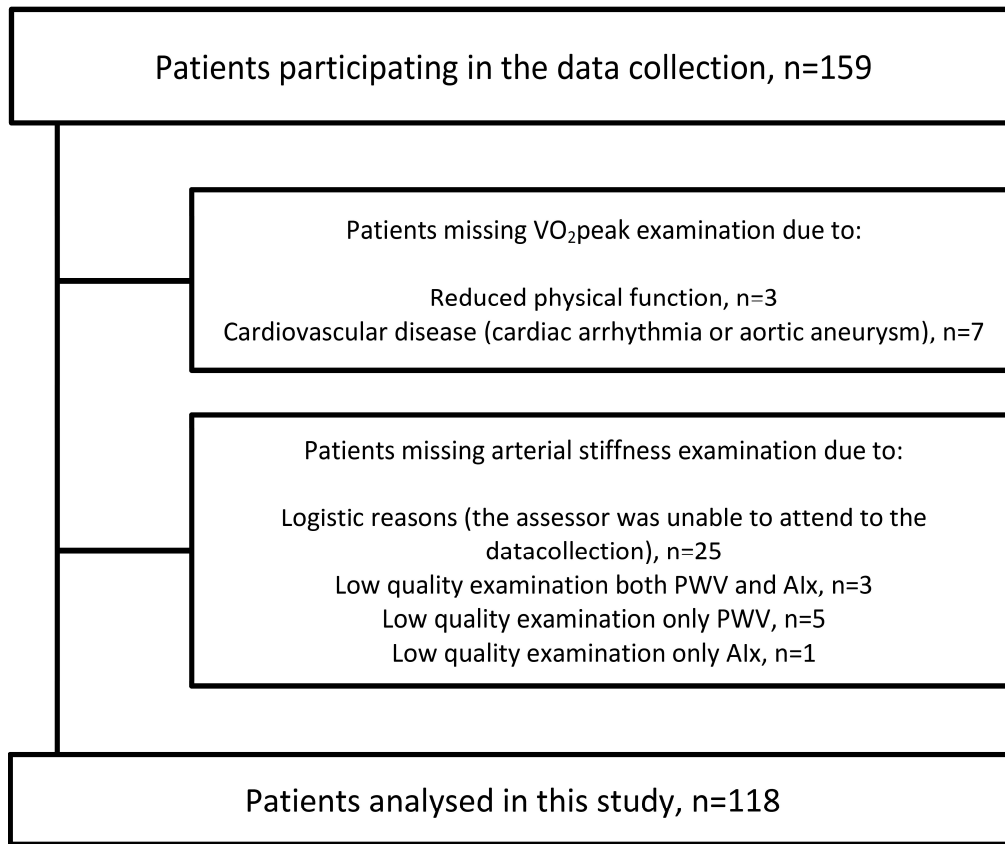 Patients participating in the data collection, n=159
Patients missing VO₂peak examination due to:
Reduced physical function, n=3
Cardiovascular disease (cardiac arrhythmia or aortic aneurysm), n=7
Patients missing arterial stiffness examination due to:
Logistic reasons (the assessor was unable to attend to the
datacollection), n=25
Low quality examination both PWV and AIx, n=3
Low quality examination only PWV, n=5
Low quality examination only AIx, n=1
Patients analysed in this study, n=118